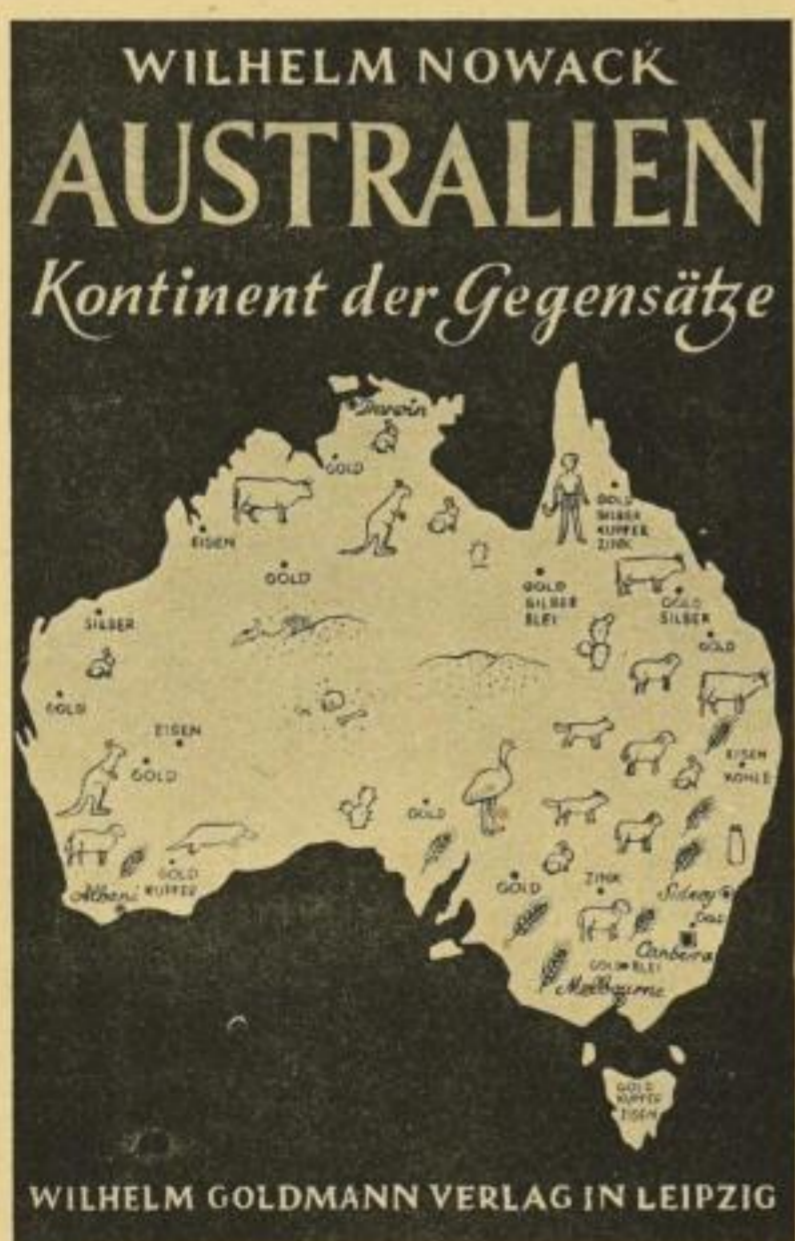 WILHELM NOWACK
AUSTRALIEN
Kontinent der Gegensätze
Darwin
GOLD
GOLD
SILBER
KUPFER
ZINK
EISEN
GOLD
GOLD
SILBER
BLEI
GOLD
SILBER
SILBER
GOLD
GOLD
EISEN
GOLD
EISEN
KOHLE
GOLD
GOLD
KUPFER
Albani
GOLD
ZINK
Sidney
Canberra
GOLD BLEI
Melbourne
GOLD
KUPFER
EISEN
WILHELM GOLDMANN VERLAG IN LEIPZIG